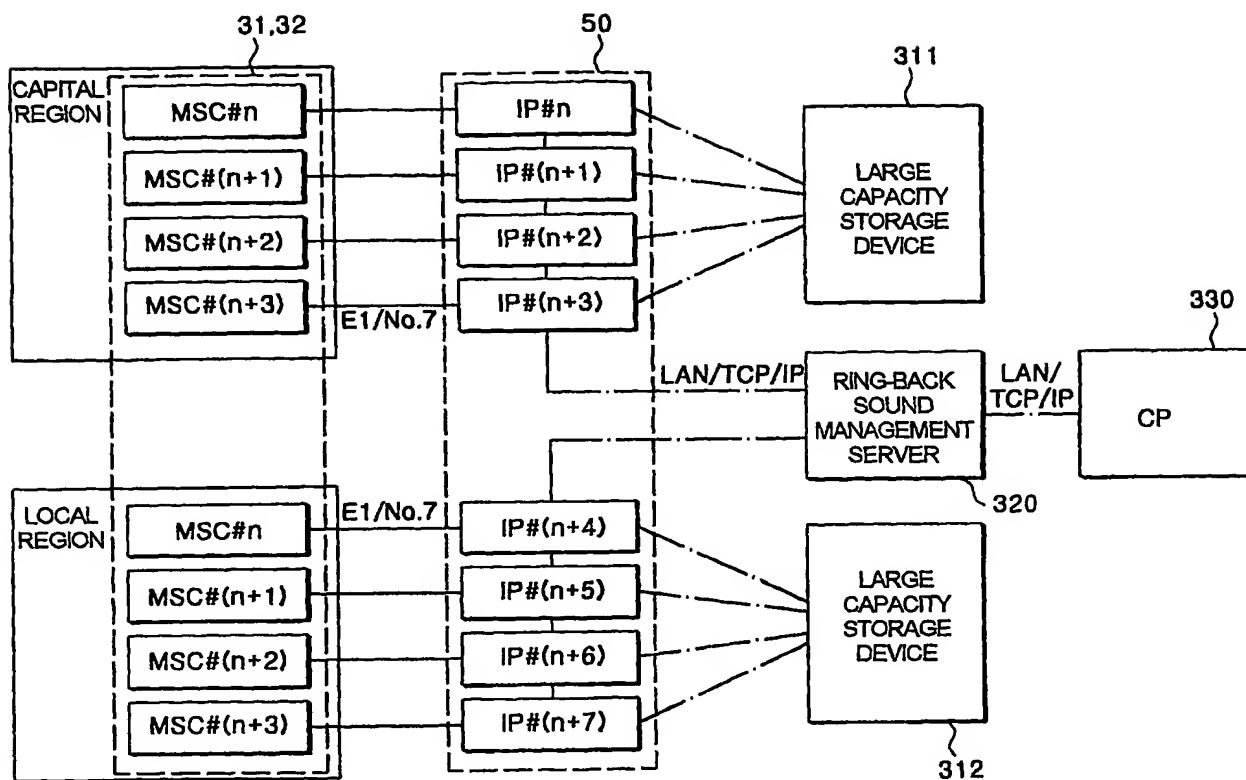 31,32
50
311
CAPITAL
REGION
MSC#n
IP#n
MSC#(n+1)
IP#(n+1)
MSC#(n+2)
IP#(n+2)
MSC#(n+3)
E1/No.7
IP#(n+3)
LARGE
CAPACITY
STORAGE
DEVICE
330
LAN/TCP/IP
RING-BACK
SOUND
MANAGEMENT
SERVER
LAN/
TCP/IP
CP
320
LOCAL
REGION
MSC#n
E1/No.7
IP#(n+4)
MSC#(n+1)
IP#(n+5)
MSC#(n+2)
IP#(n+6)
MSC#(n+3)
IP#(n+7)
LARGE
CAPACITY
STORAGE
DEVICE
312